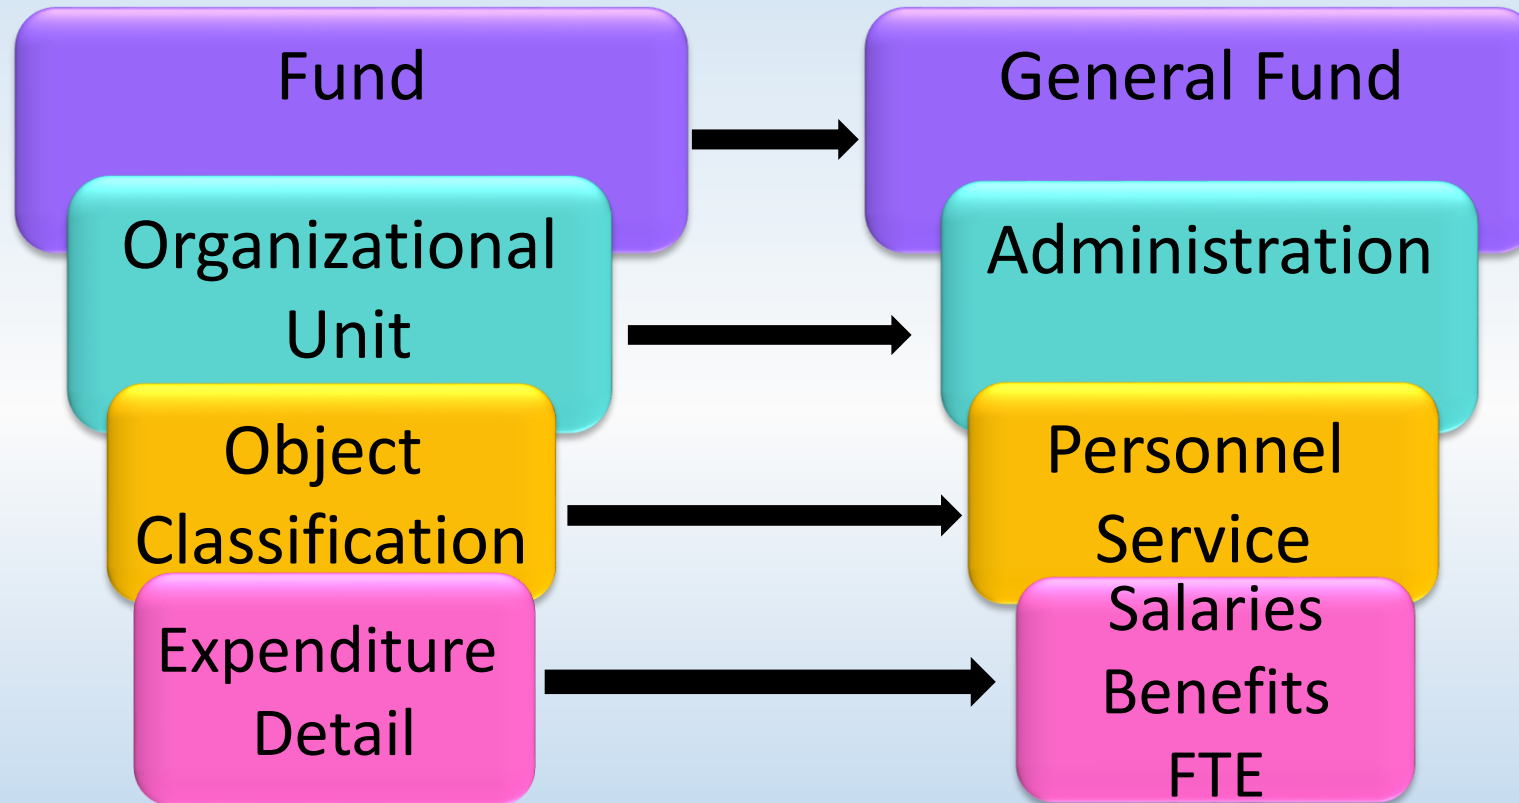 Fund
General Fund
Organizational
Unit
Administration
Object
Classification
Personnel
Service
Expenditure
Detail
Salaries
Benefits
FTE